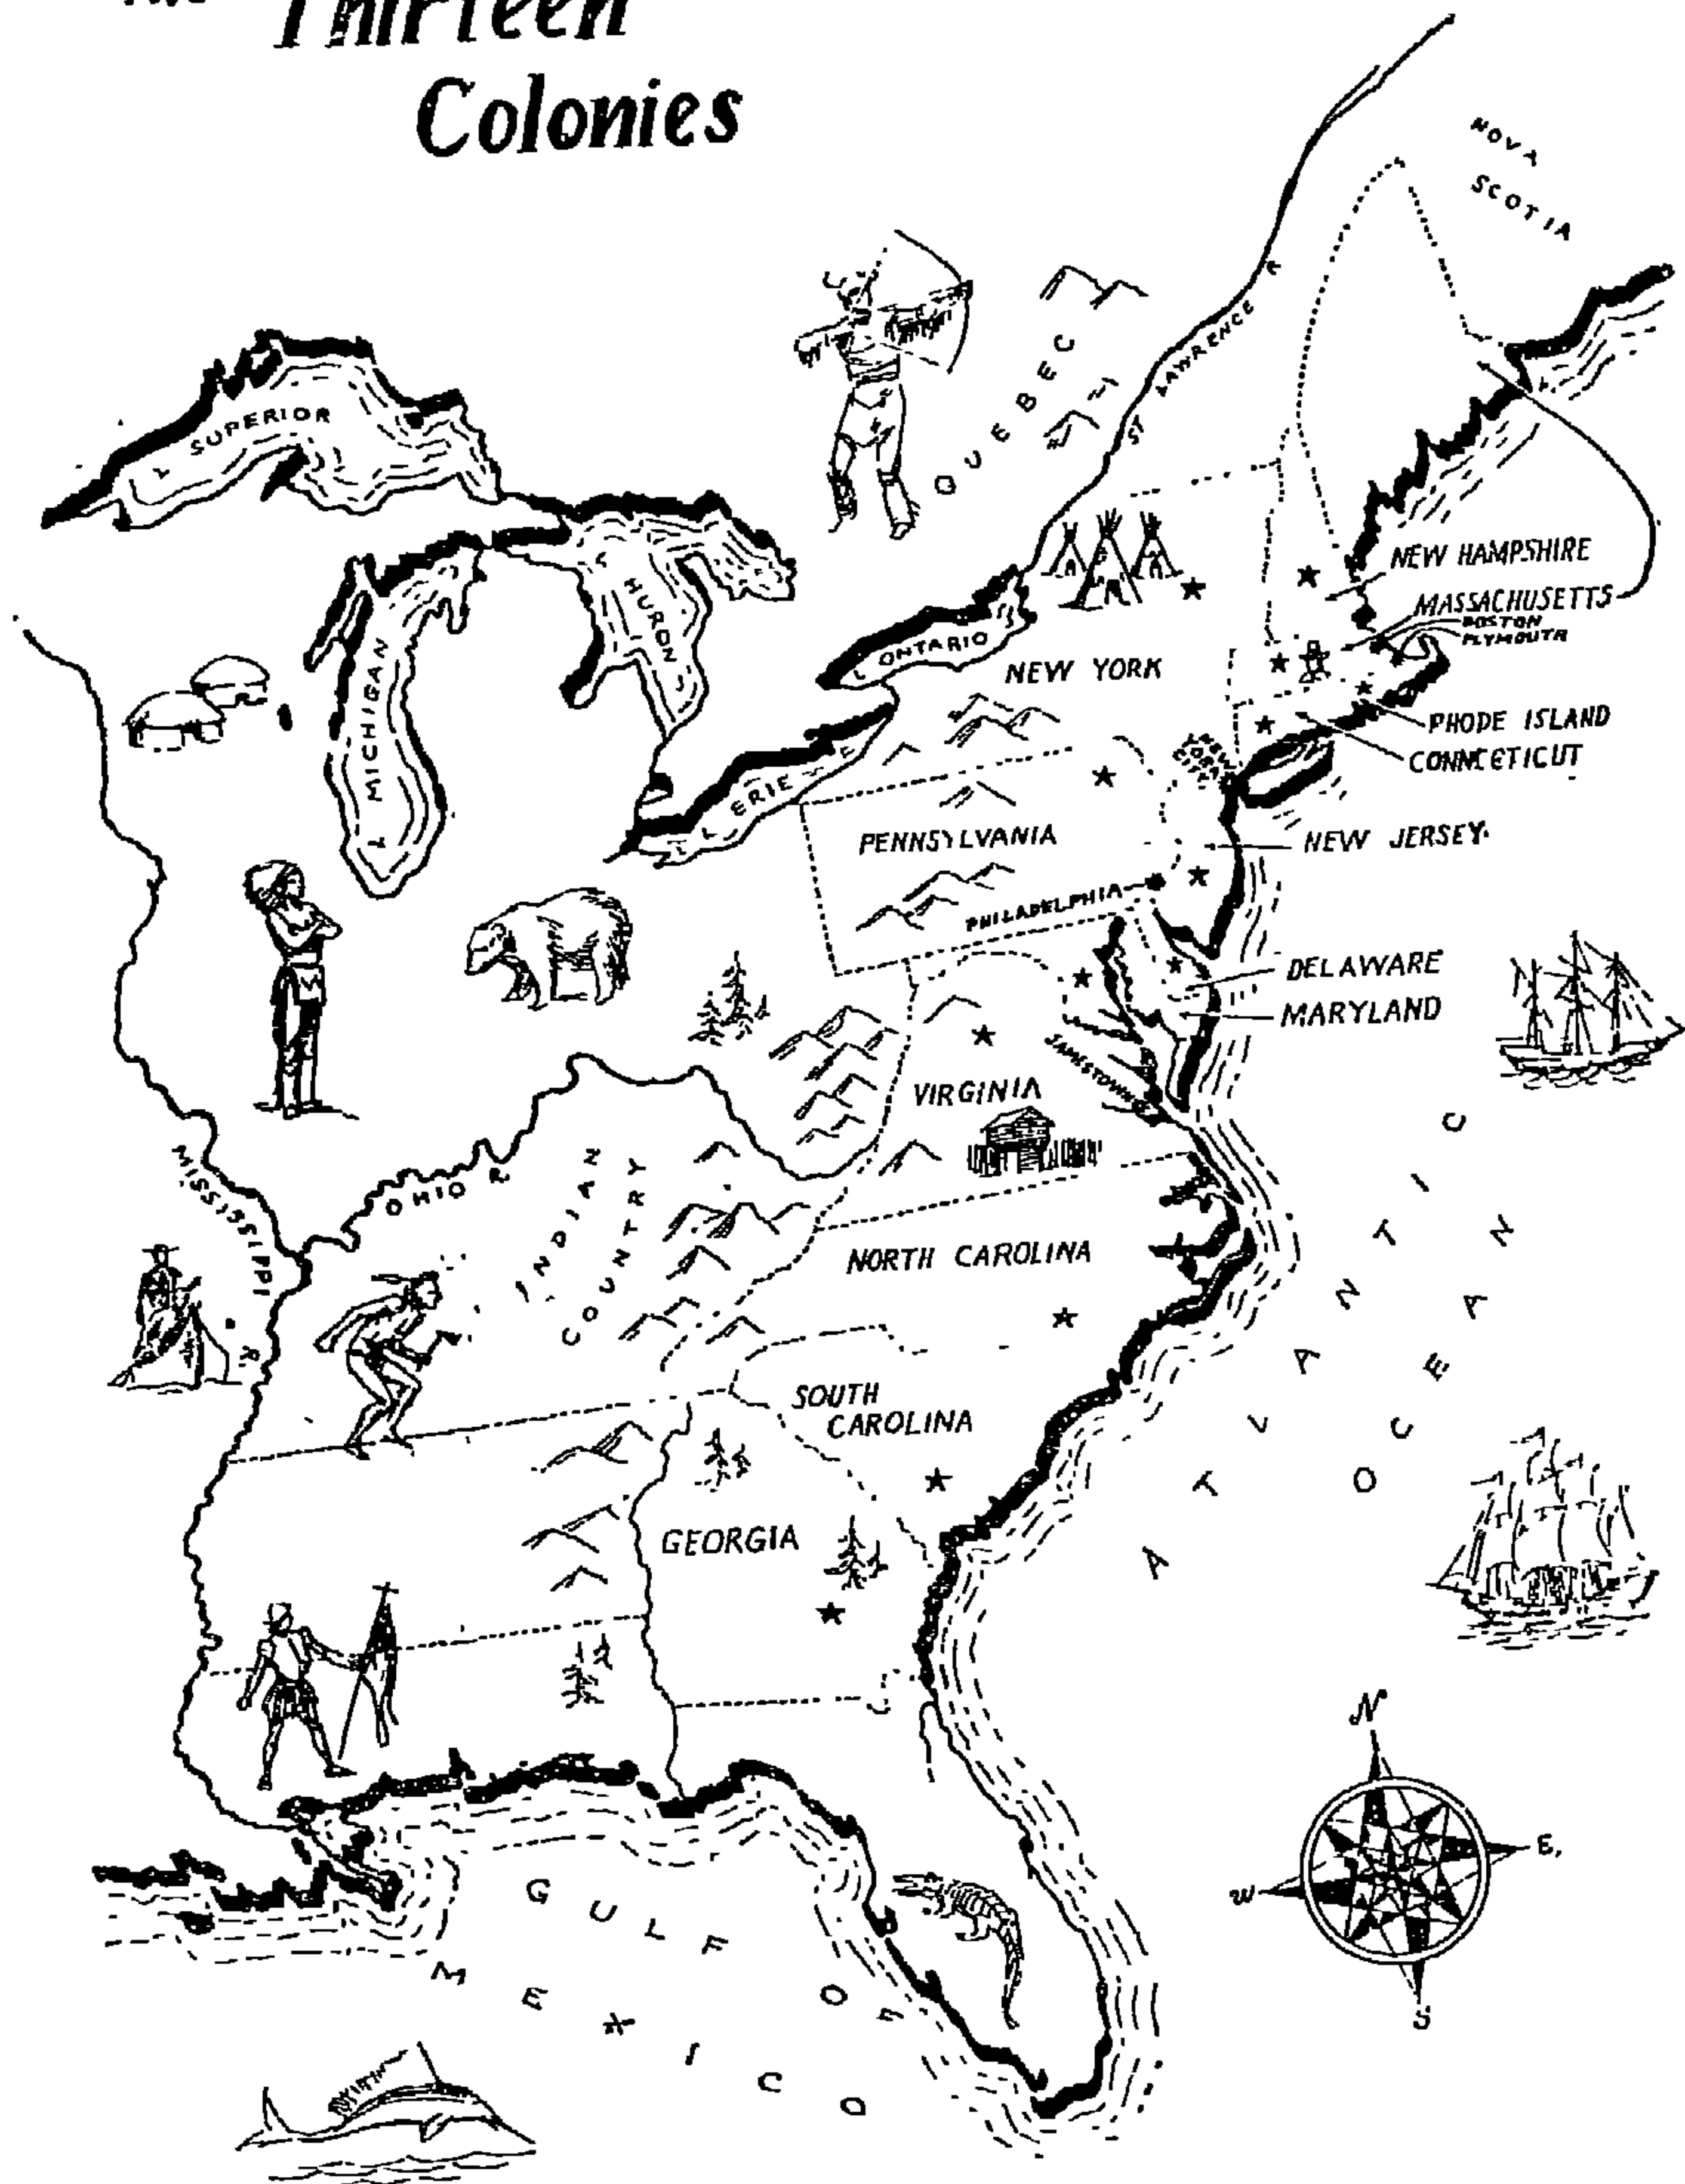 Thirteen
Colonies
NOVA
SCOTIA
QUEBEC
ST LAWRENCE
SUPERIOR
HURON
MICHIGAN
ONTARIO
ERIE
NEW HAMPSHIRE
MASSACHUSETTS
BOSTON
PLYMOUTH
NEW YORK
RHODE ISLAND
CONNCETICUT
NEW
YORK
CITY
PENNSYLVANIA
NEW JERSEY
PHILADELPHIA
DELAWARE
MARYLAND
JAMESTOWN
VIRGINIA
MISSISSIPPI R.
OHIO R
INDIAN
COUNTRY
NORTH CAROLINA
SOUTH
CAROLINA
GEORGIA
ATLANTIC
OCEAN
GULF OF
MEXICO
N
E.
W
S